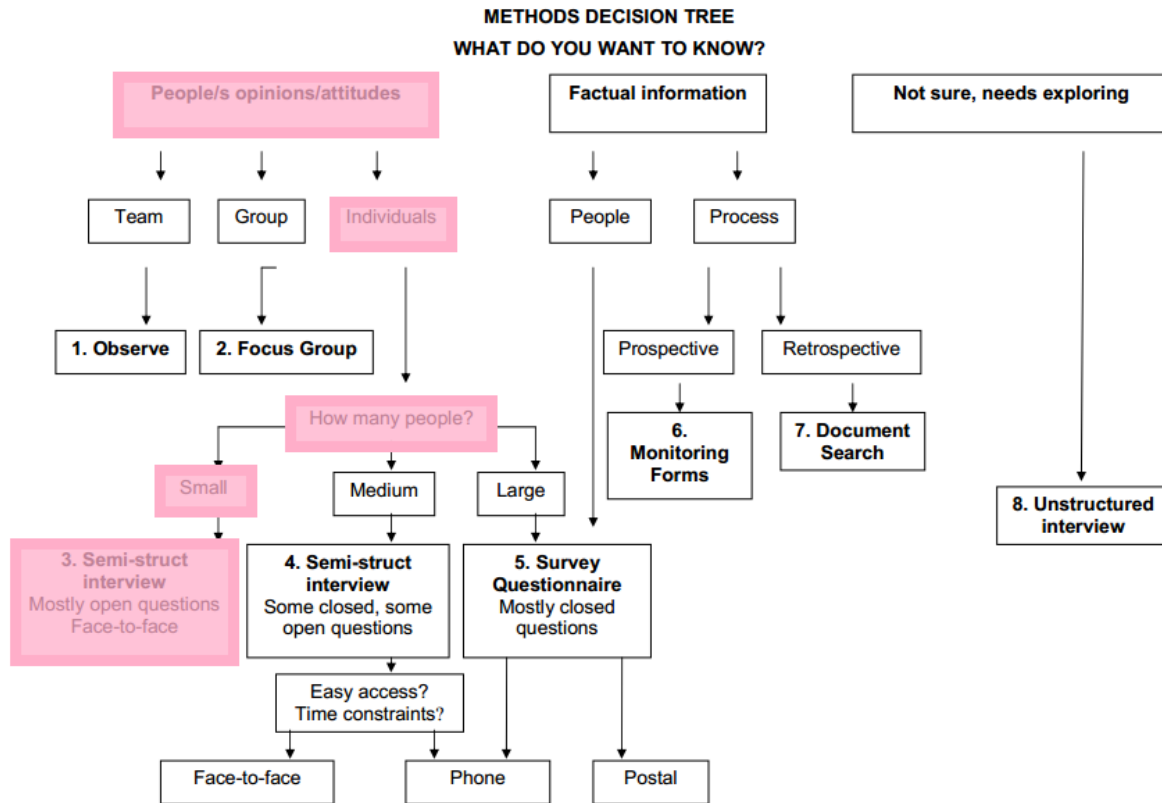 METHODS DECISION TREE
WHAT DO YOU WANT TO KNOW?
People/s opinions/attitudes
Factual information
Not sure, needs exploring
Team
Group
Individuals
People
Process
1. Observe
2. Focus Group
Prospective
Retrospective
How many people?
6.
Monitoring
Forms
7. Document
Search
Small
Medium
Large
8. Unstructured
interview
3. Semi-struct
interview
Mostly open questions
Face-to-face
4. Semi-struct
interview
Some closed, some
open questions
5. Survey
Questionnaire
Mostly closed
questions
Easy access?
Time constraints?
Face-to-face
Phone
Postal